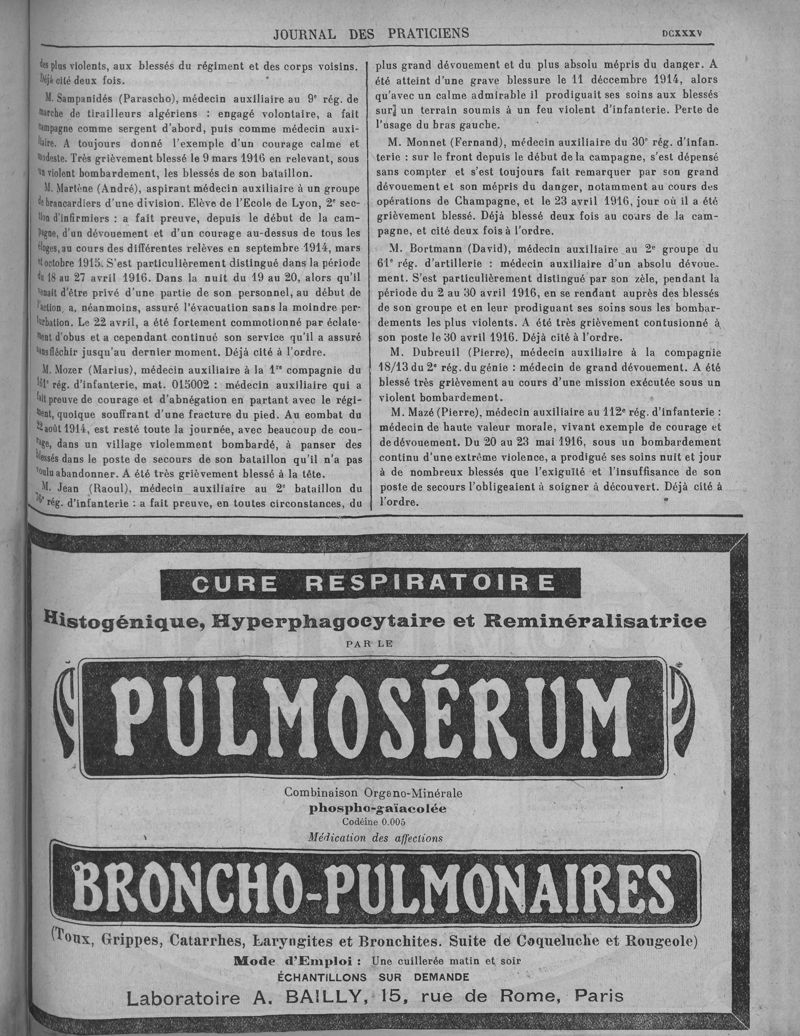 JOURNAL DES PRATICIENS DCXXXV
des plus violents, aux blessés du régiment et des corps voisins.
Déjà cité deux fois.
M. Sampanidés (Parascho), médecin auxiliaire au 9e rég. de
marche de tirailleurs algériens : engagé volontaire, a fait
campagne comme sergent d'abord, puis comme médecin auxi-
liaire. A toujours donné l'exemple d'un courage calme et
modeste. Très grièvement blessé le 9 mars 1916 en relevant, sous
un violent bombardement, les blessés de son bataillon.
M. Martène (André), aspirant médecin auxiliaire à un groupe
de brancardiers d'une division. Elève de l'Ecole de Lyon, 2e sec-
tion d'infirmiers : a fait preuve, depuis le début de la cam-
pagne, d'un dévouement et d'un courage au-dessus de tous les
éloges, au cours des différentes relèves en septembre 1914, mars
et octobre 1915. S'est particulièrement distingué dans la période
du 18 au 27 avril 1916. Dans la nuit du 19 au 20, alors qu'il
venait d'être privé d'une partie de son personnel, au début de
l'action, a, néanmoins, assuré l'évacuation sans la moindre per-
turbation. Le 22 avril, a été fortement commotionné par éclate-
ment d'obus et a cependant continué son service qu'il a assuré
sans fléchir jusqu'au dernier moment. Déjà cité à l'ordre.
M. Mozer (Marius), médecin auxiliaire à la 1re compagnie du
161e rég. d'infanterie, mat. 015002 : médecin auxiliaire qui a
fait preuve de courage et d'abnégation en partant avec le régi-
ment, quoique souffrant d'une fracture du pied. Au combat du
22 août 1914, est resté toute la journée, avec beaucoup de cou-
rage, dans un village violemment bombardé, à panser des
blessés dans le poste de secours de son bataillon qu'il n'a pas
voulu abandonner. A été très grièvement blessé à la tête.
M. Jean (Raoul), médecin auxiliaire au 2e bataillon du
rég. d'infanterie : a fait preuve, en toutes circonstances, du
plus grand dévouement et du plus absolu mépris du danger. A
été atteint d'une grave blessure le 11 déccembre 1914, alors
qu'avec un calme admirable il prodiguait ses soins aux blessés
sur un terrain soumis à un feu violent d'infanterie. Perte de
l'usage du bras gauche.
M. Monnet (Fernand), médecin auxiliaire du 30e rég. d'infan-
terie : sur le front depuis le début de la campagne, s'est dépensé
sans compter et s'est toujours fait remarquer par son grand
dévouement et son mépris du danger, notamment au cours des
opérations de Champagne, et le 23 avril 1916, jour où il a été
grièvement blessé. Déjà blessé deux fois au cours de la cam-
pagne, et cité deux fois à l'ordre.
M. Bortmann (David), médecin auxiliaire au 2e groupe du
61e rég. d'artillerie : médecin auxiliaire d'un absolu dévoue-
ment. S'est particulièrement distingué par son zèle, pendant la
période du 2 au 30 avril 1916, en se rendant auprès des blessés
de son groupe et en leur prodiguant ses soins sous les bombar-
dements les plus violents. A été très grièvement contusionné à
son poste le 30 avril 1916. Déjà cité à l'ordre.
M. Dubreuil (Pierre), médecin auxiliaire à la compagnie
18/13 du 2e rég. du génie : médecin de grand dévouement. A été
blessé très grièvement au cours d'une mission exécutée sous un
violent bombardement.
M. Mazé (Pierre), médecin auxiliaire au 112e rég. d'infanterie :
médecin de haute valeur morale, vivant exemple de courage et
de dévouement. Du 20 au 23 mai 1916, sous un bombardement
continu d'une extrême violence, a prodigué ses soins nuit et jour
à de nombreux blessés que l'exiguïté et l'insuffisance de son
poste de secours l'obligeaient à soigner à découvert. Déjà cité à
l'ordre.
CURE RESPIRATOIRE
Histogénique, Hyperphagocytaire et Reminéralisatrice
PAR LE
PULMOSÉRUM
Combinaison Organo-Minérale
phospho-gaïacolée
Codéine 0.005
Médication des affections
BRONCHO-PULMONAIRES
(Toux, Grippes, Catarrhes, Laryngites et Bronchites. Suite de Coqueluche et Rougeole)
Mode d'Emploi : Une cuillerée matin et soir
ÉCHANTILLONS SUR DEMANDE
Laboratoire A. BAILLY, 15, rue de Rome, Paris